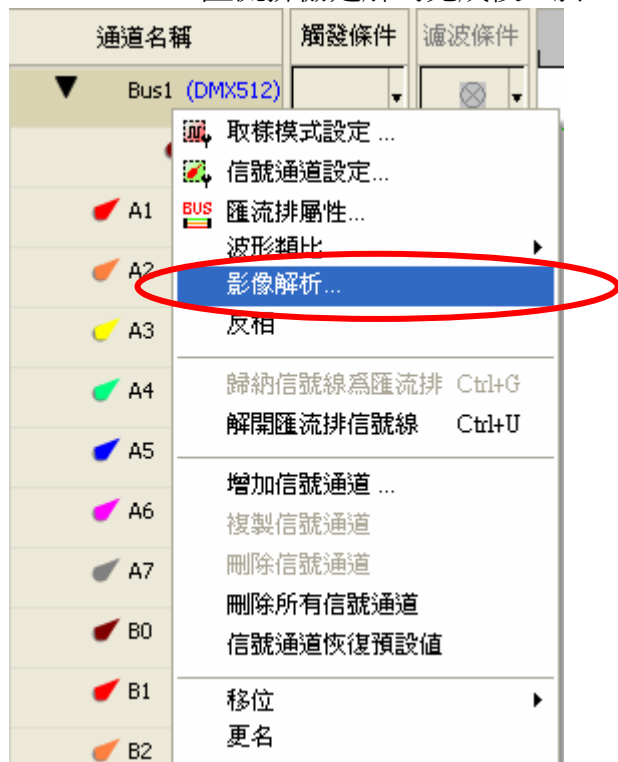 通道名稱 觸發條件 濾波條件
Bus1 (DMX512)
取樣模式設定 ...
信號通道設定...
A1 BUS 匯流排屬性...
波形類比
A2
影像解析...
A3 反相
A4 歸納信號線爲匯流排 Ctrl+G
解開匯流排信號線 Ctrl+U
A5
增加信號通道 ...
A6 複製信號通道
A7 刪除信號通道
刪除所有信號通道
B0 信號通道恢復預設値
B1 移位
更名
B2